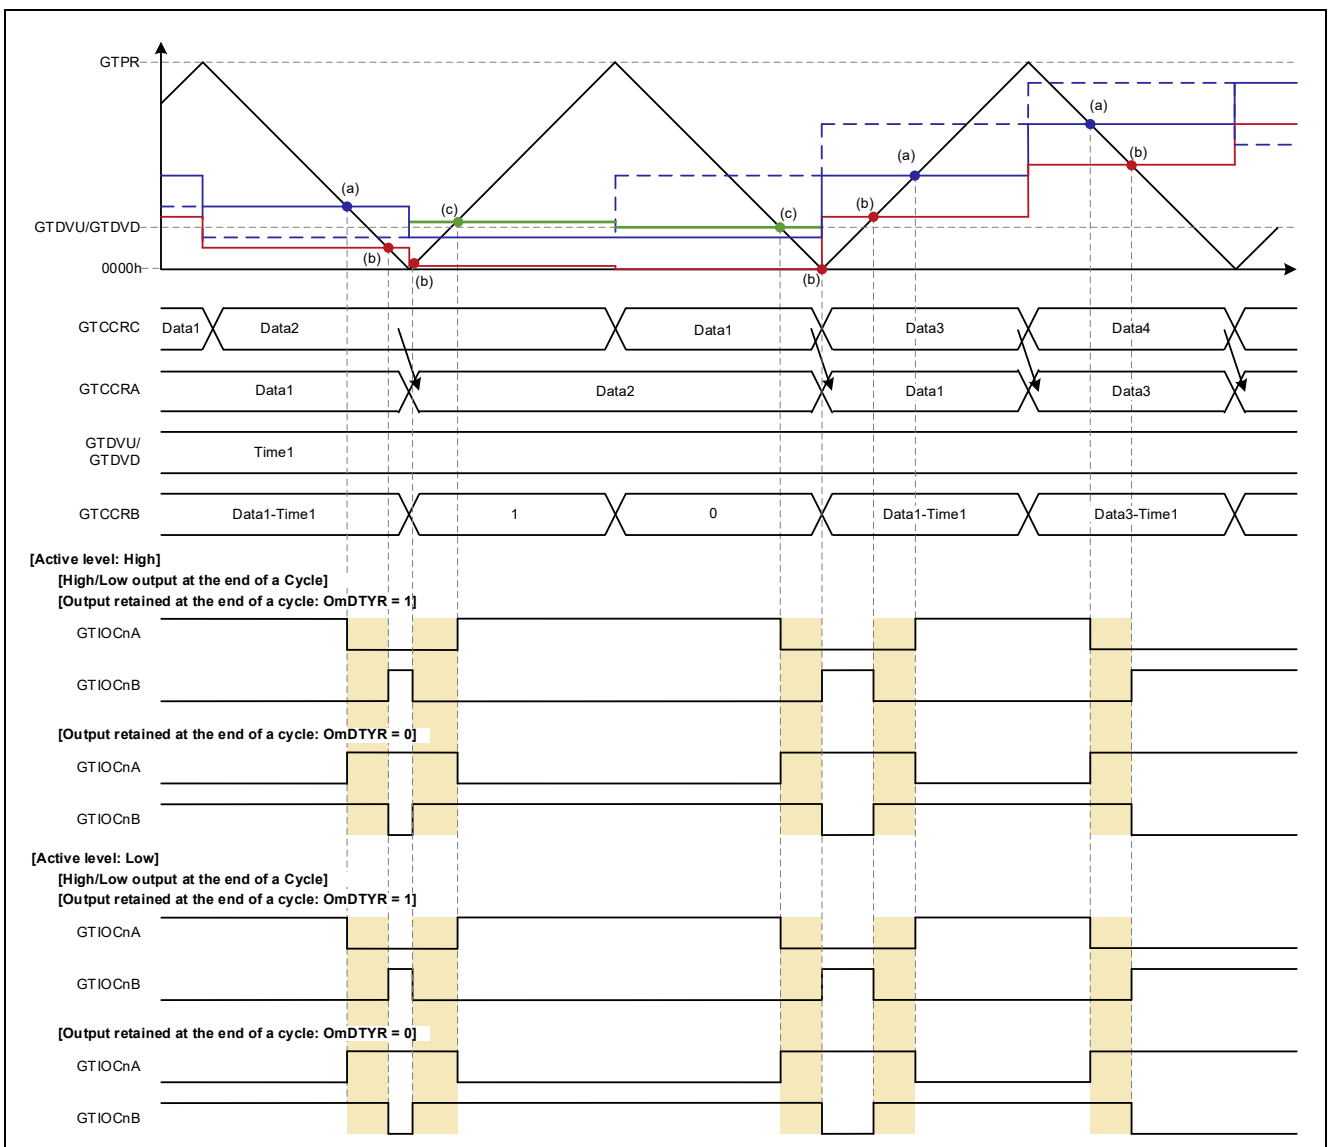 GTPR
(a)
(a)
(a)
(b)
(c)
(c)
(b)
GTDVU/GTDVD
(b)
0000h
(b)
(b)
GTCCRC
Data1
Data2
Data1
Data3
Data4
GTCCRA
Data1
Data2
Data1
Data3
GTDVU/
GTDVD
Time1
GTCCRB
Data1-Time1
1
0
Data1-Time1
Data3-Time1
[Active level: High]
[High/Low output at the end of a Cycle]
[Output retained at the end of a cycle: OmDTYR = 1]
GTIOCnA
GTIOCnB
[Output retained at the end of a cycle: OmDTYR = 0]
GTIOCnA
GTIOCnB
[Active level: Low]
[High/Low output at the end of a Cycle]
[Output retained at the end of a cycle: OmDTYR = 1]
GTIOCnA
GTIOCnB
[Output retained at the end of a cycle: OmDTYR = 0]
GTIOCnA
GTIOCnB